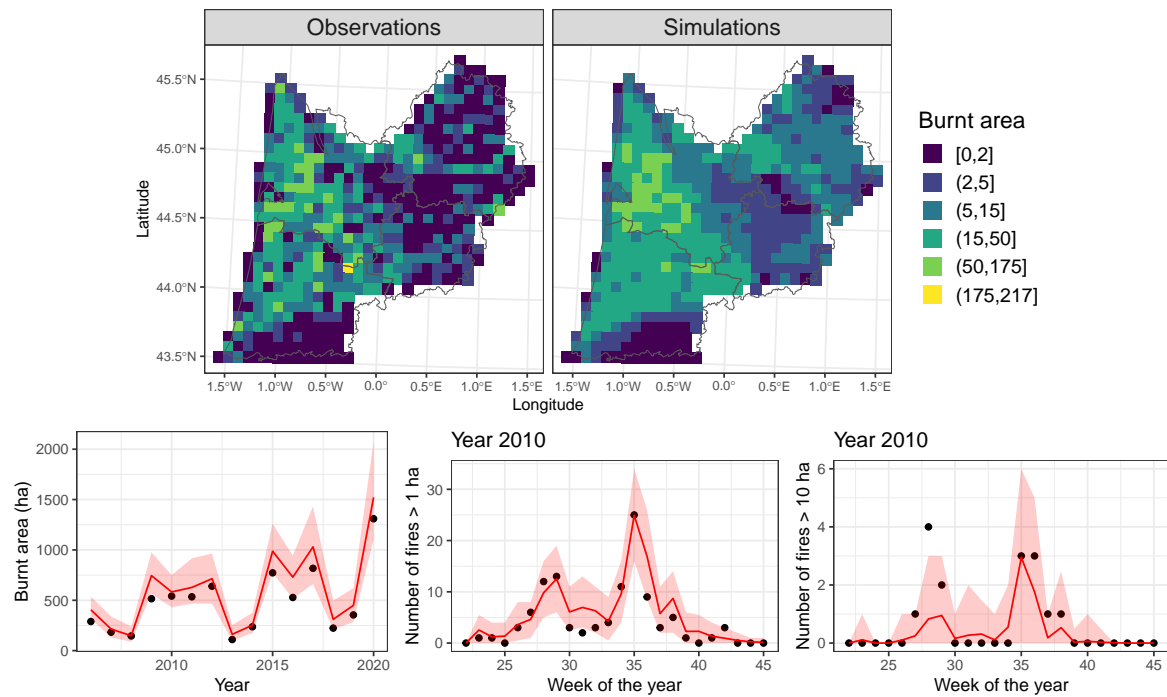 Observations
Simulations
45.5°N
45.0°N
44.5°N
44.0°N
43.5°N
Latitude
1.5°W 1.0°W 0.5°W 0.0° 0.5°E 1.0°E 1.5°E
1.5°W 1.0°W 0.5°W 0.0° 0.5°E 1.0°E 1.5°E
Longitude
Burnt area
[0,2]
(2,5]
(5,15]
(15,50]
(50,175]
(175,217]
2000
1500
1000
500
0
Burnt area (ha)
2010 2015 2020
Year
Year 2010
30
20
10
0
Number of fires > 1 ha
25 30 35 40 45
Week of the year
Year 2010
6
4
2
0
Number of fires > 10 ha
25 30 35 40 45
Week of the year